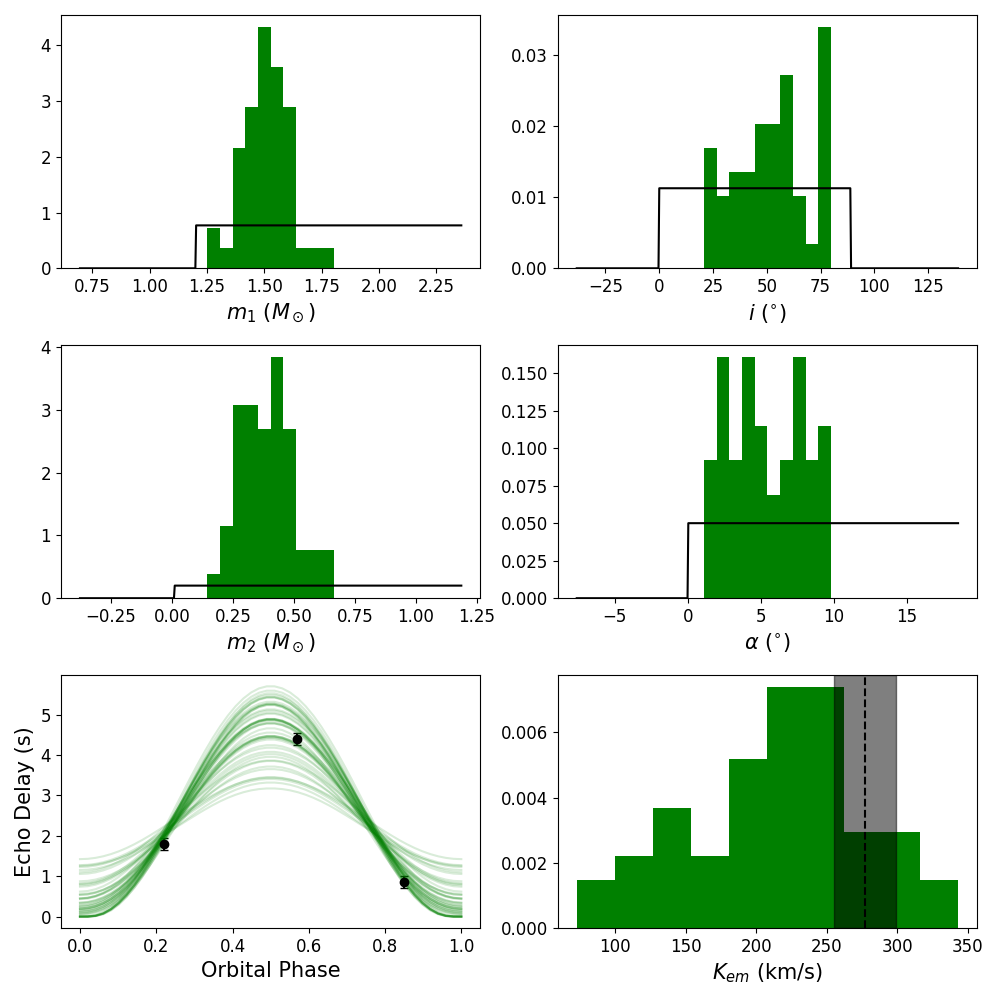 4
3
2
1
0
0.75 1.00 1.25 1.50 1.75 2.00 2.25
m_1 (M_⊙)
0.03
0.02
0.01
0.00
−25 0 25 50 75 100 125
i (°)
4
3
2
1
0
−0.25 0.00 0.25 0.50 0.75 1.00 1.25
m_2 (M_⊙)
0.150
0.125
0.100
0.075
0.050
0.025
0.000
−5 0 5 10 15
α (°)
Echo Delay (s)
5
4
3
2
1
0
0.0 0.2 0.4 0.6 0.8 1.0
Orbital Phase
0.006
0.004
0.002
0.000
100 150 200 250 300 350
K_em (km/s)